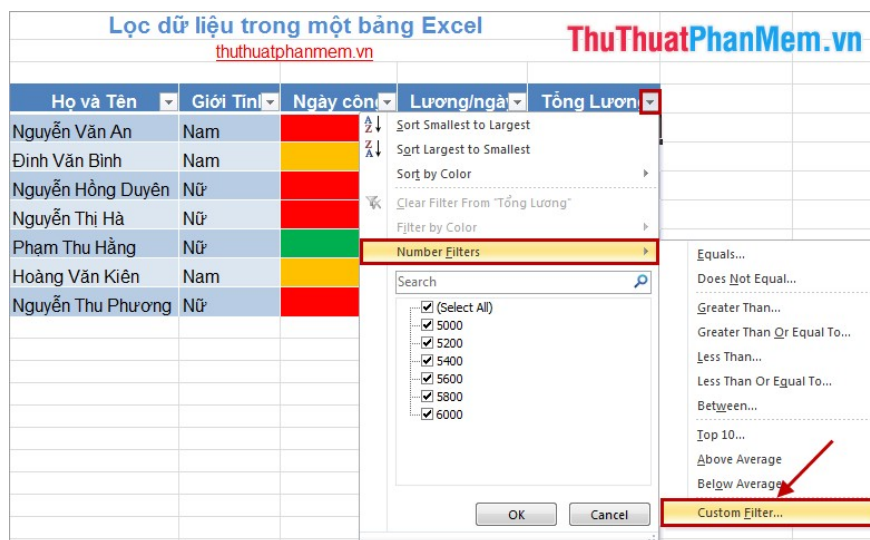 Lọc dữ liệu trong một bảng Excel
thuthuatphanmem.vn
ThuThuatPhanMem.vn
Họ và Tên Giới Tinl Ngày côn Lương/ngà Tổng Lươn
Nguyễn Văn An Nam
Đinh Văn Bình Nam
Nguyễn Hồng Duyên Nữ
Nguyễn Thị Hà Nữ
Phạm Thu Hằng Nữ
Hoàng Văn Kiên Nam
Nguyễn Thu Phương Nữ
Sort Smallest to Largest
Sort Largest to Smallest
Sort by Color
Clear Filter From "Tổng Lương"
Filter by Color
Number Filters
Search
(Select All)
5000
5200
5400
5600
5800
6000
OK Cancel
Equals...
Does Not Equal...
Greater Than...
Greater Than Or Equal To...
Less Than...
Less Than Or Equal To...
Between...
Top 10...
Above Average
Below Average
Custom Filter...